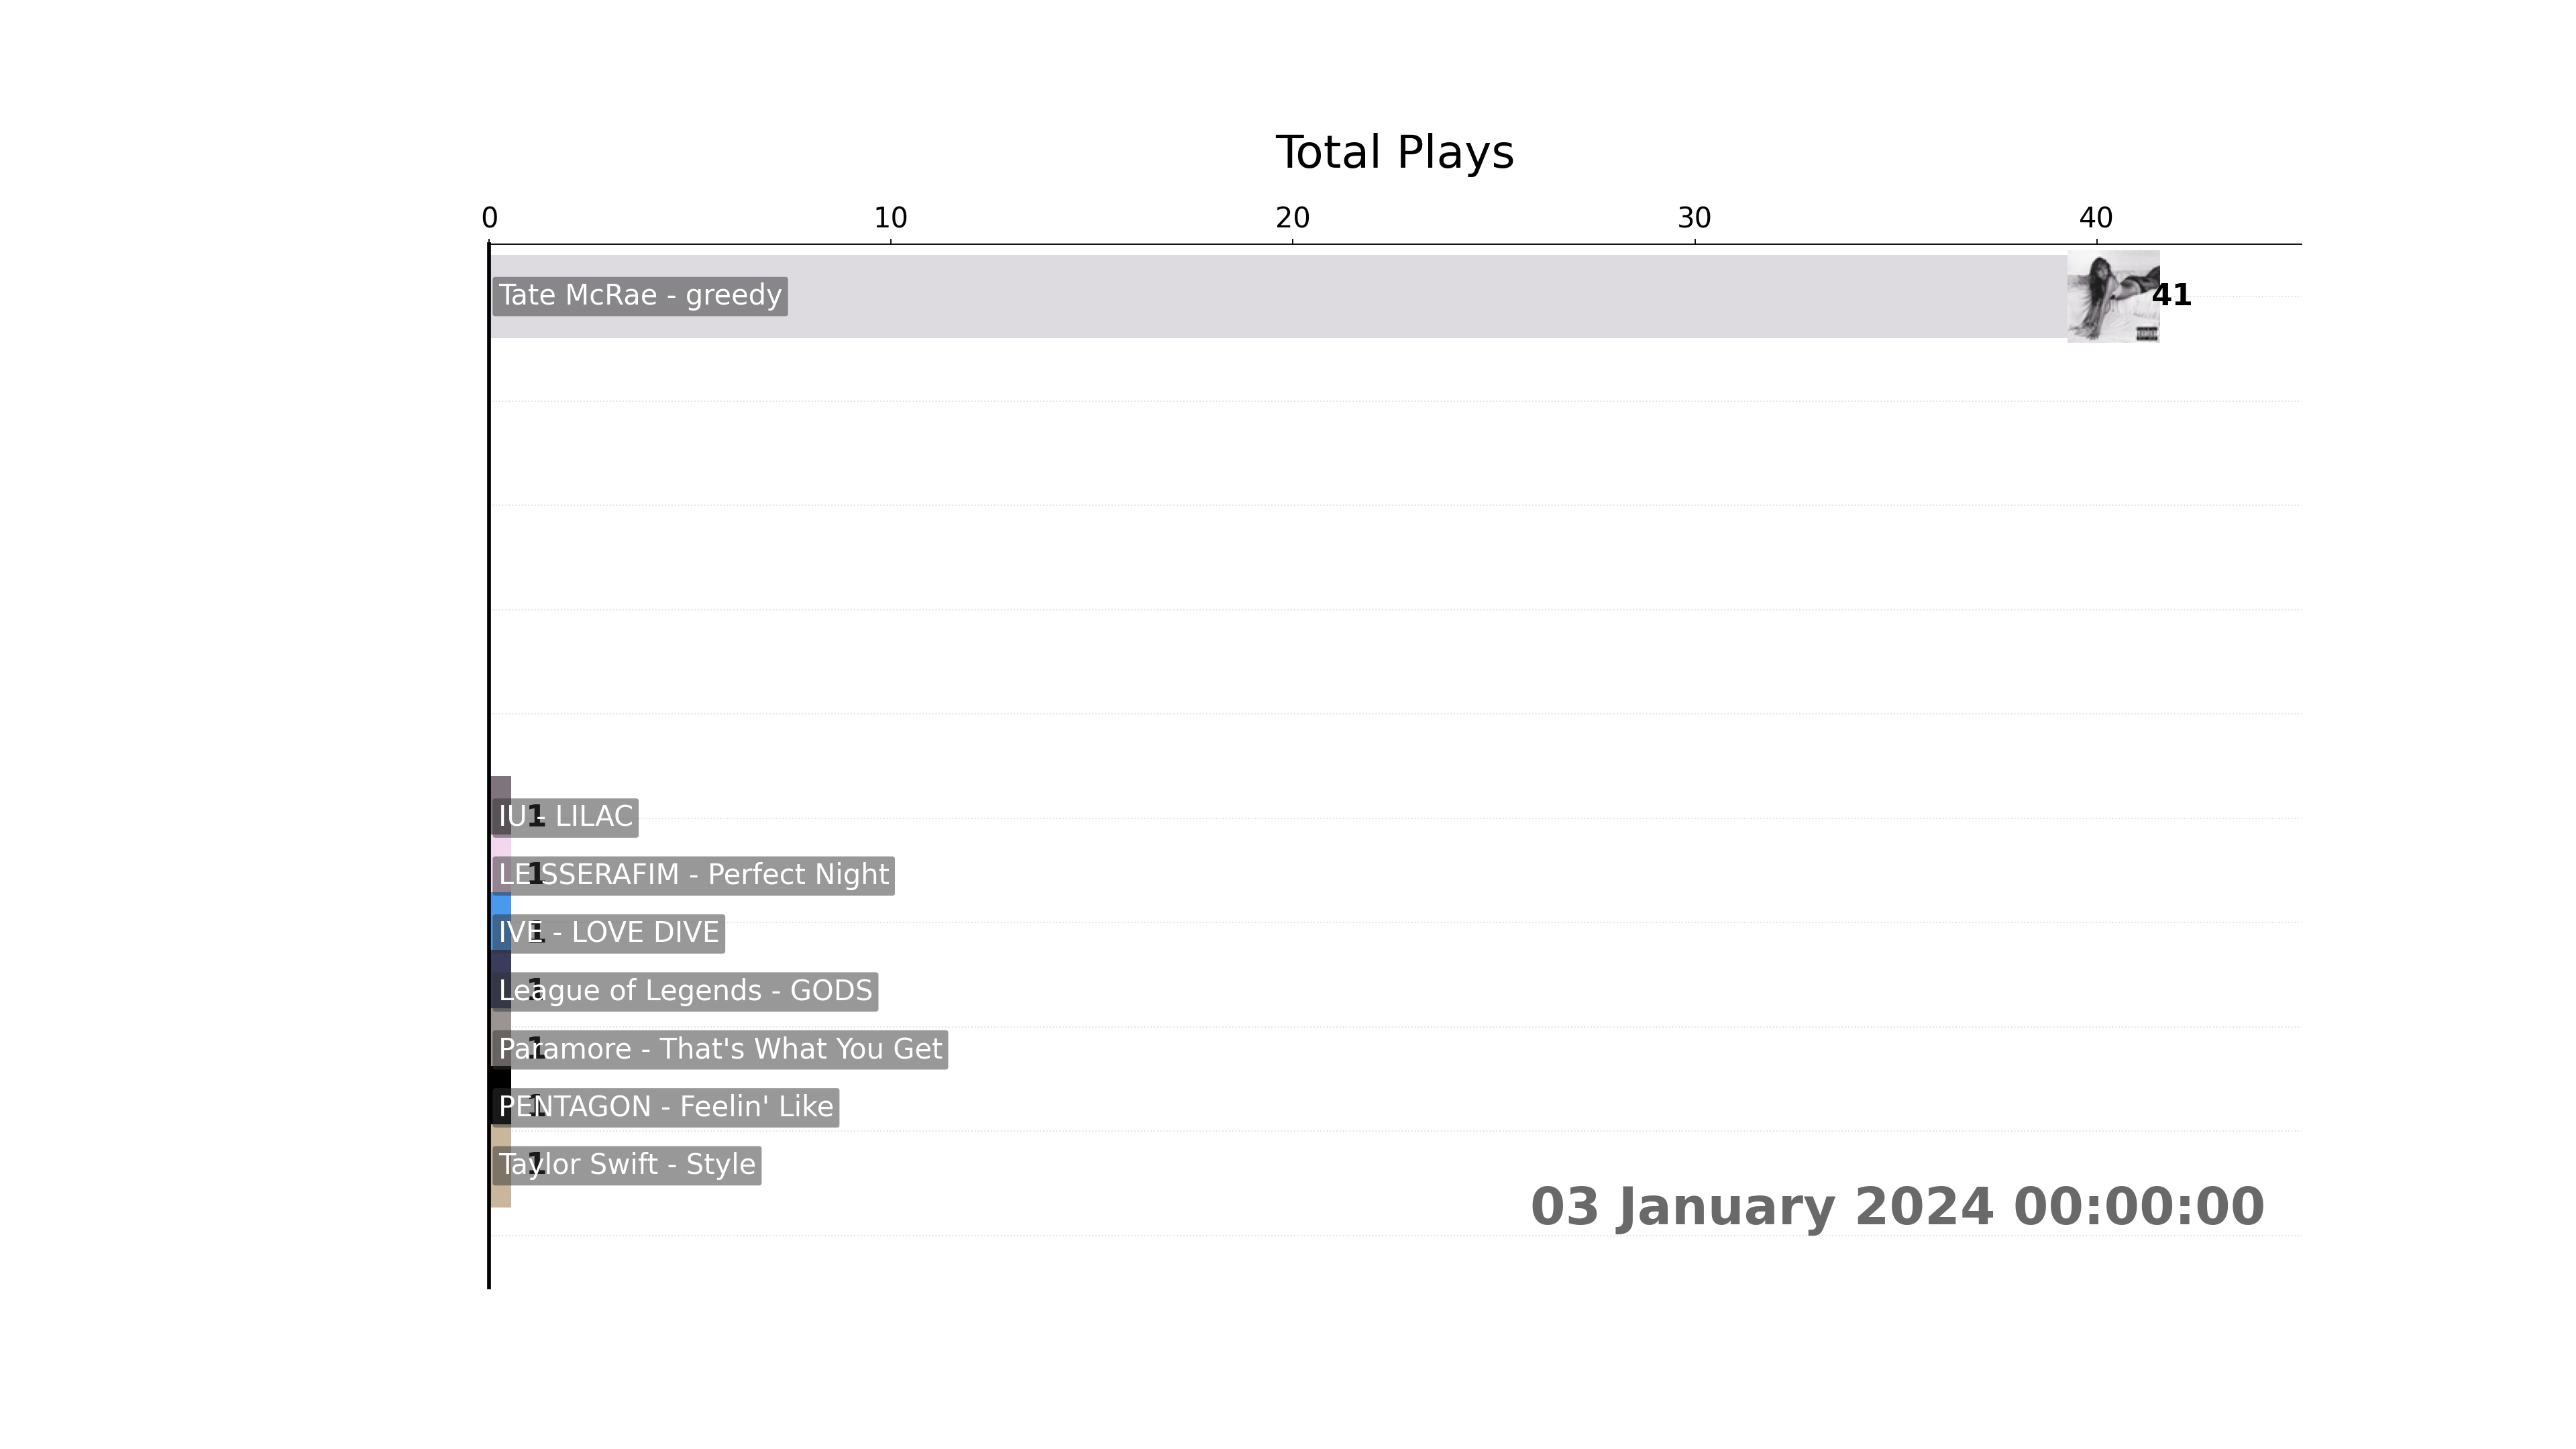 Total Plays
0 10 20 30 40
Tate McRae - greedy 41
IU - LILAC 1
LE SSERAFIM - Perfect Night 1
IVE - LOVE DIVE 1
League of Legends - GODS 1
Paramore - That's What You Get 1
PENTAGON - Feelin' Like 1
Taylor Swift - Style 1
03 January 2024 00:00:00